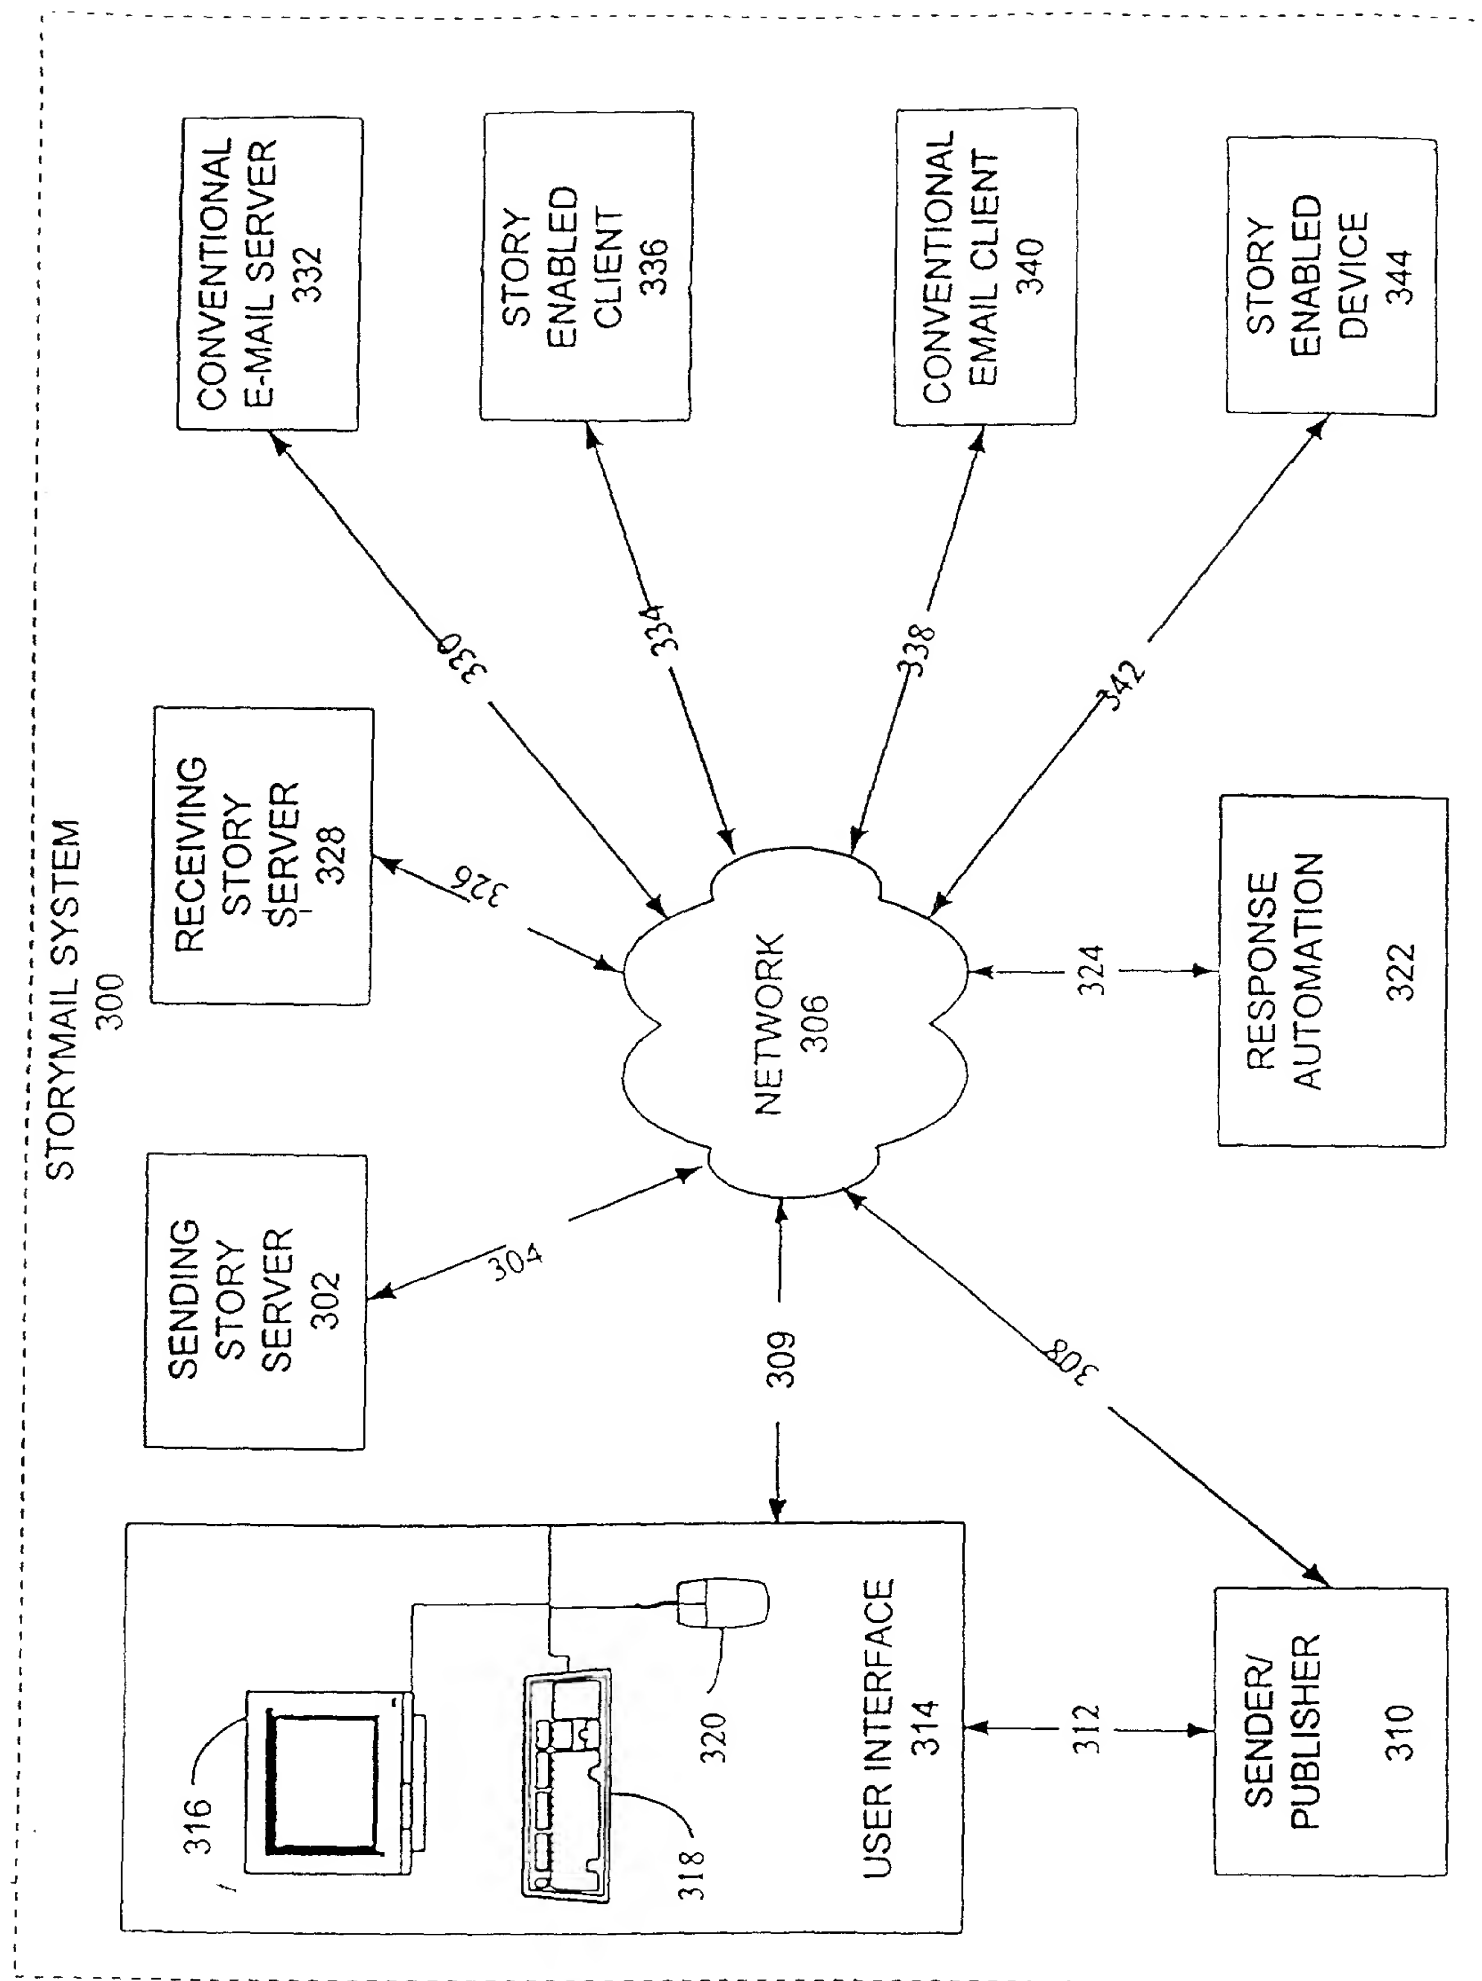 STORYMAIL SYSTEM
300
SENDING
STORY
SERVER
302
RECEIVING
STORY
SERVER
328
CONVENTIONAL
E-MAIL SERVER
332
316
318
320
USER INTERFACE
314
304
326
330
334
STORY
ENABLED
CLIENT
336
309
NETWORK
306
338
CONVENTIONAL
EMAIL CLIENT
340
308
324
342
312
SENDER/
PUBLISHER
310
RESPONSE
AUTOMATION
322
STORY
ENABLED
DEVICE
344